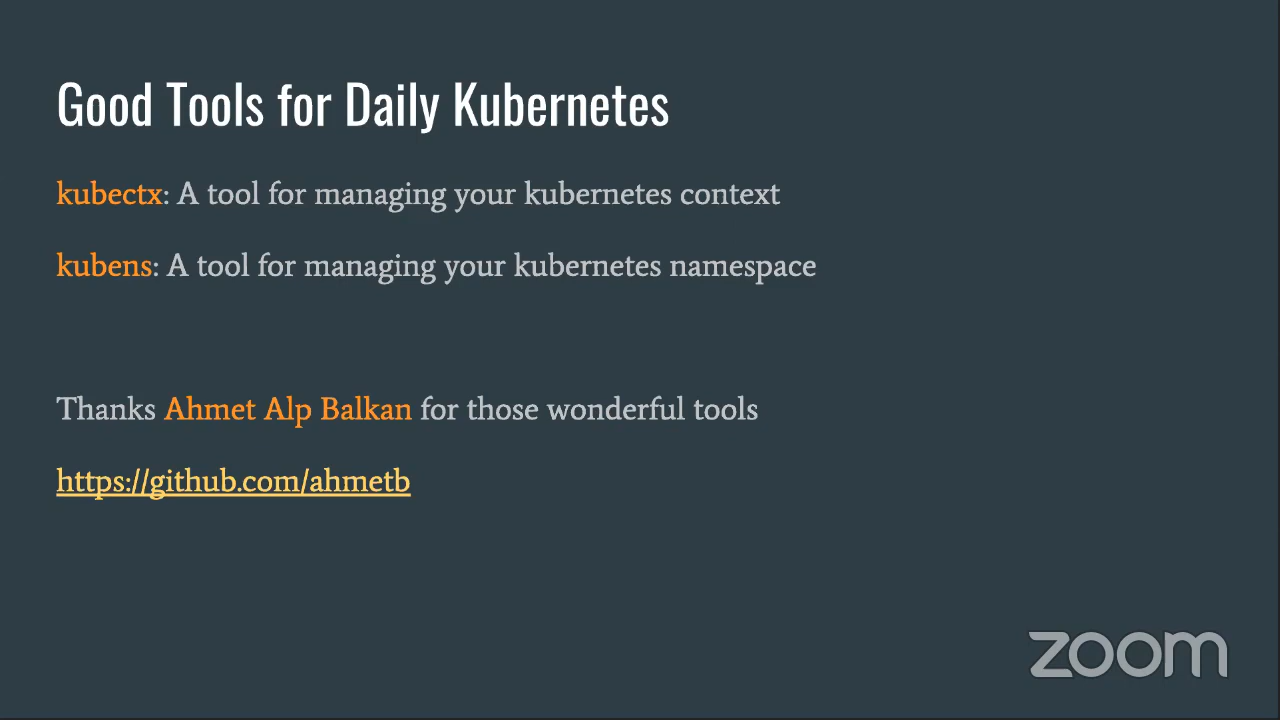 Good Tools for Daily Kubernetes
kubectx: A tool for managing your kubernetes context
kubens: A tool for managing your kubernetes namespace
Thanks Ahmet Alp Balkan for those wonderful tools
https://github.com/ahmetb
zoom